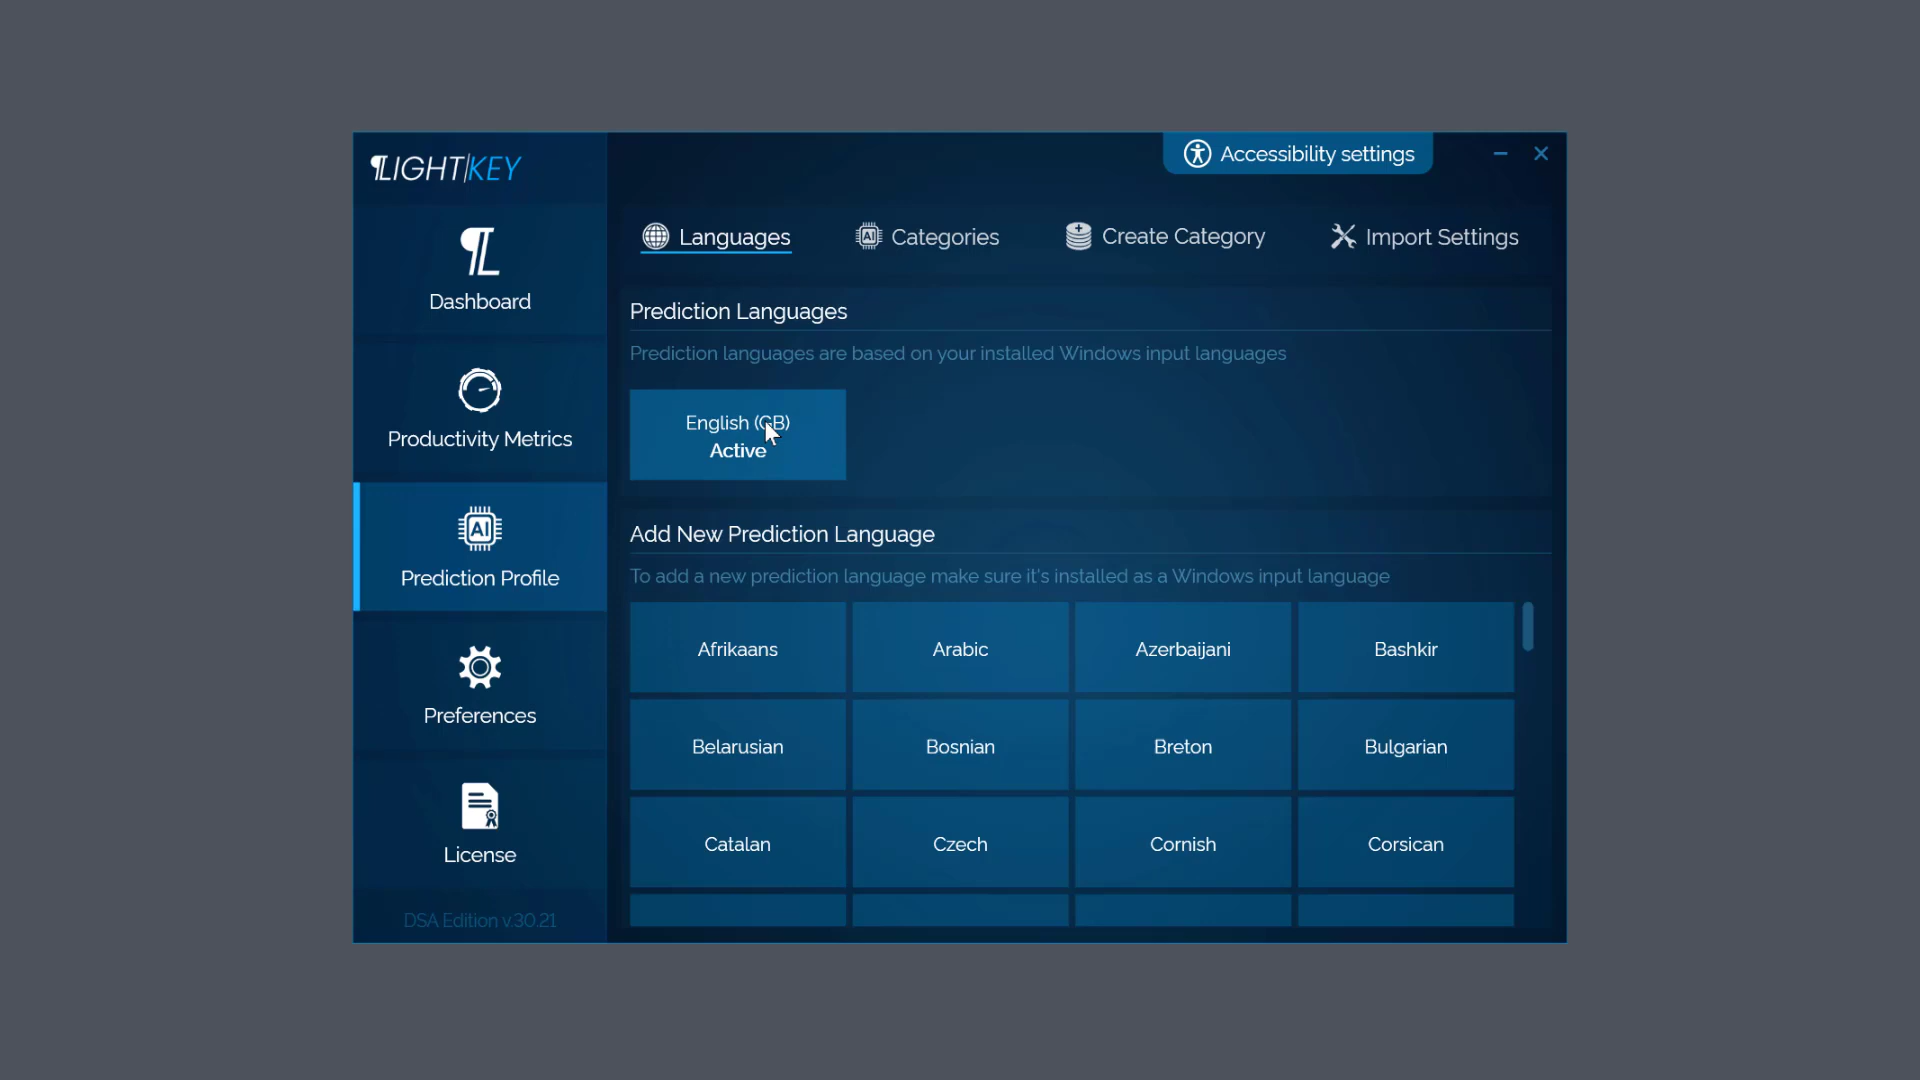 LIGHT|KEY
Accessibility settings
Languages
Categories
Create Category
Import Settings
Dashboard
Productivity Metrics
AI
Prediction Profile
Preferences
License
DSA Edition v.30.21
Prediction Languages
Prediction languages are based on your installed Windows input languages
English (GB)
Active
Add New Prediction Language
To add a new prediction language make sure it's installed as a Windows input language
Afrikaans
Arabic
Azerbaijani
Bashkir
Belarusian
Bosnian
Breton
Bulgarian
Catalan
Czech
Cornish
Corsican